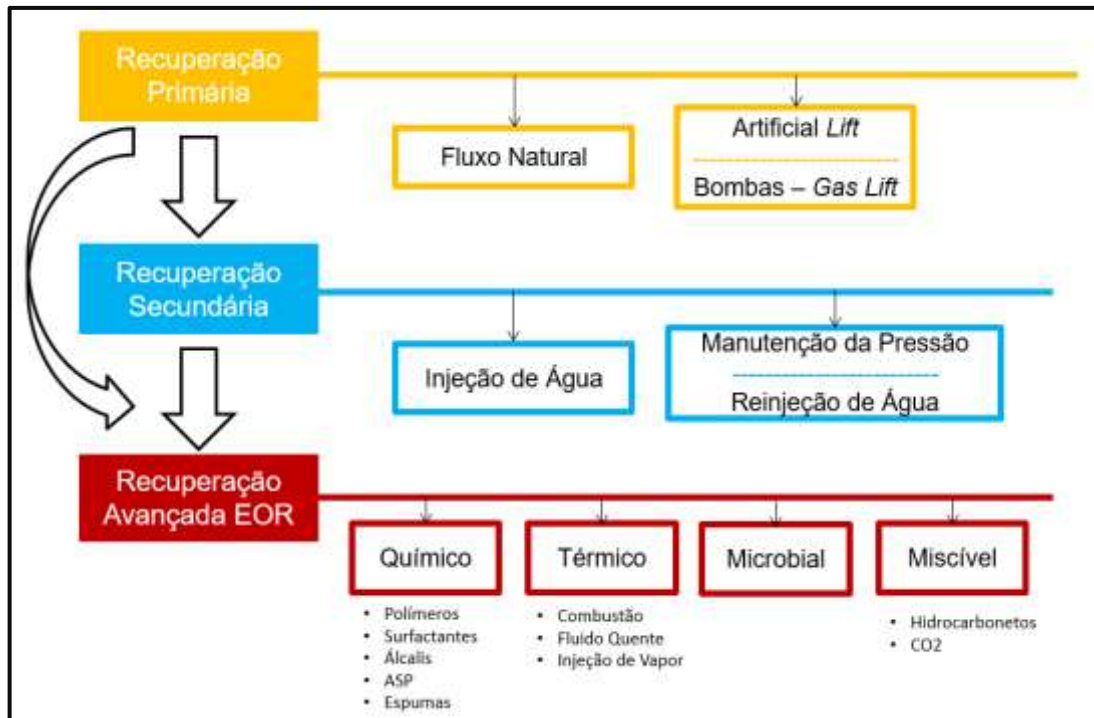 Recuperação
Primária
Fluxo Natural
Artificial Lift
Bombas – Gas Lift
Recuperação
Secundária
Injeção de Água
Manutenção da Pressão
Reinjeção de Água
Recuperação
Avançada EOR
Químico
• Polímeros
• Surfactantes
• Álcalis
• ASP
• Espumas
Térmico
• Combustão
• Fluido Quente
• Injeção de Vapor
Microbial
Miscível
• Hidrocarbonetos
• CO2